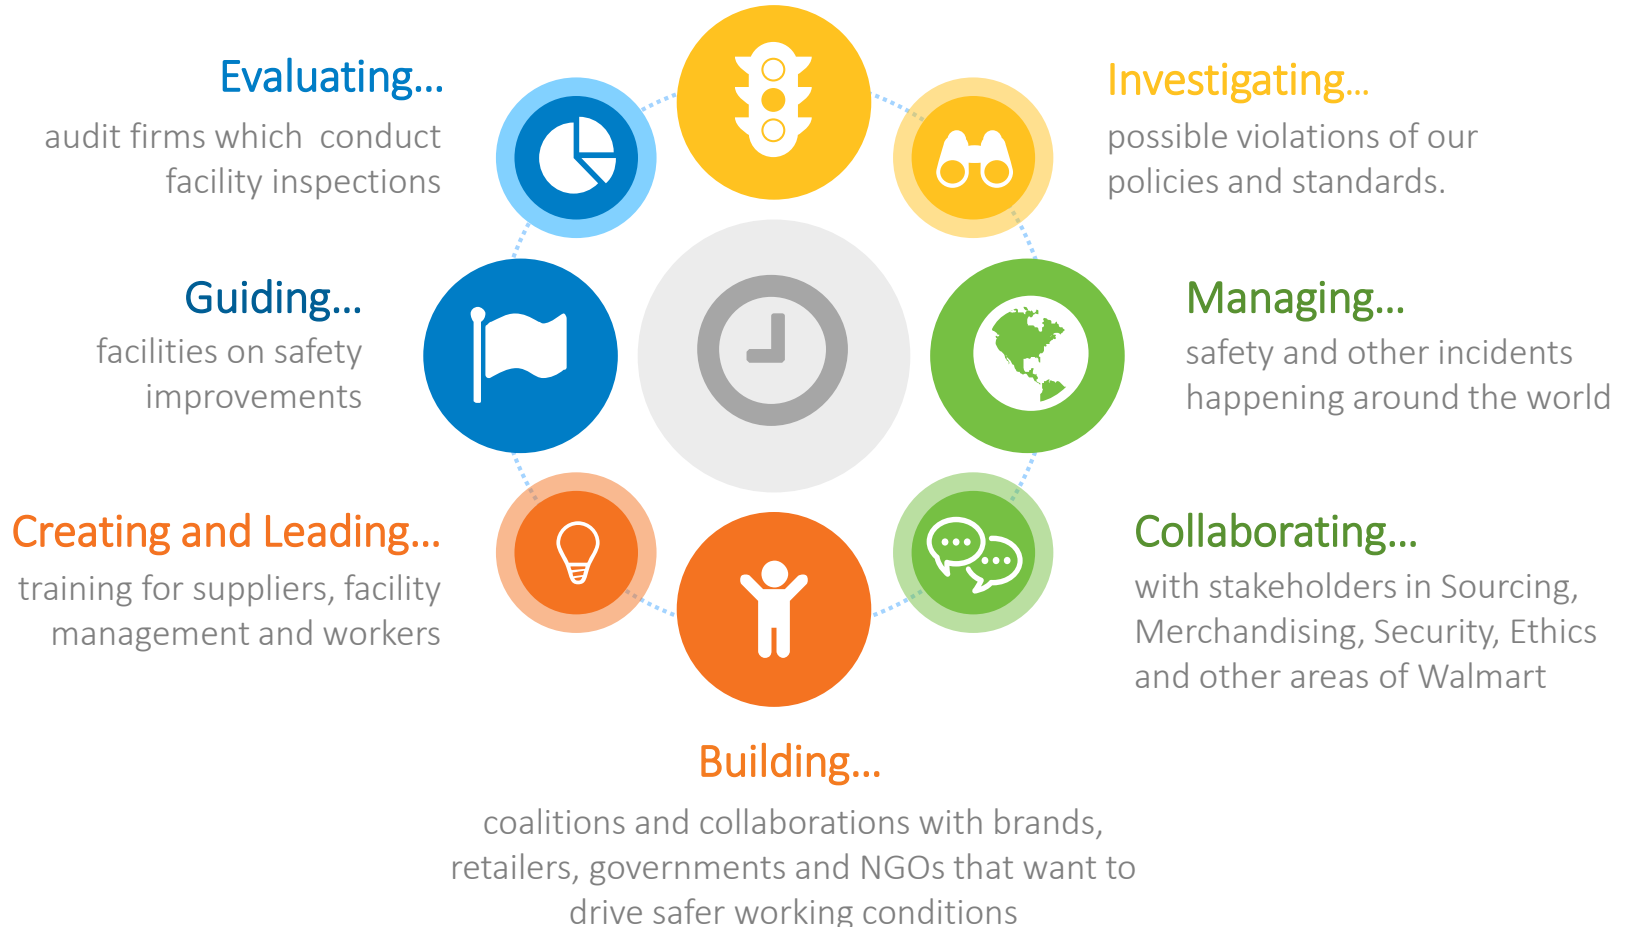 Evaluating...
audit firms which  conduct
facility inspections
Investigating...
possible violations of our
policies and standards.
Guiding...
facilities on safety
improvements
Managing...
safety and other incidents
happening around the world
Creating and Leading...
training for suppliers, facility
management and workers
Collaborating...
with stakeholders in Sourcing,
Merchandising, Security, Ethics
and other areas of Walmart
Building...
coalitions and collaborations with brands,
retailers, governments and NGOs that want to
drive safer working conditions